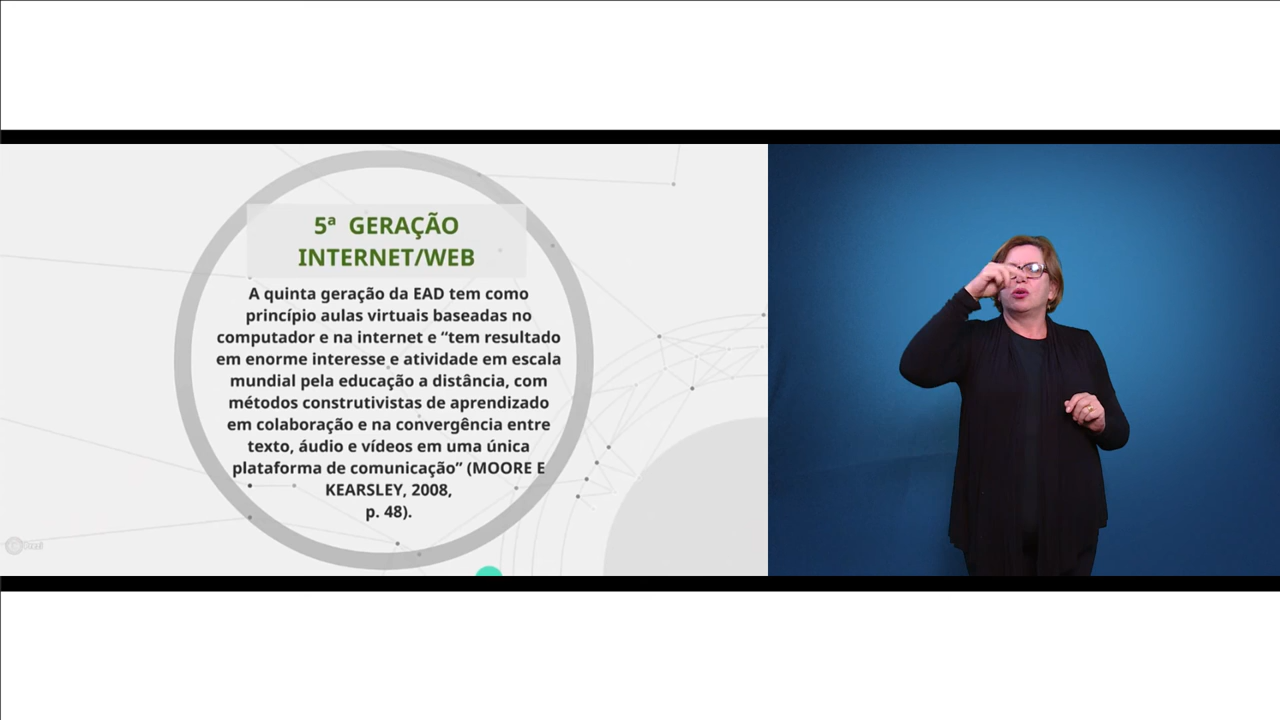 5ª GERAÇÃO
INTERNET/WEB
A quinta geração da EAD tem como
princípio aulas virtuais baseadas no
computador e na internet e “tem resultado
em enorme interesse e atividade em escala
mundial pela educação a distância, com
métodos construtivistas de aprendizado
em colaboração e na convergência entre
texto, áudio e vídeos em uma única
plataforma de comunicação” (MOORE E
KEARSLEY, 2008,
p. 48).
Prezi